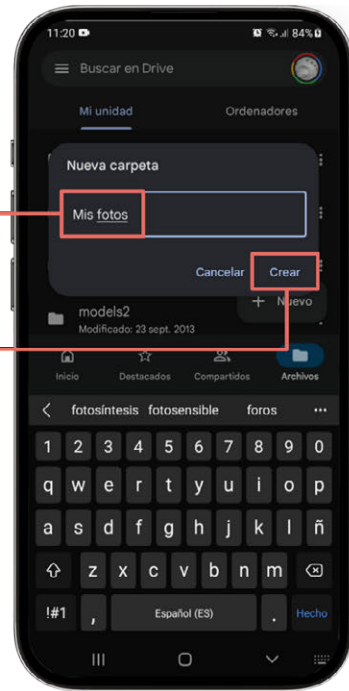 11:20 84%
Buscar en Drive
Mi unidad Ordenadores
Nueva carpeta
Mis fotos
Cancelar Crear
+ Nuevo
models2
Modificado: 23 sept. 2013
Inicio Destacados Compartidos Archivos
fotosíntesis fotosensible foros
1 2 3 4 5 6 7 8 9 0
q w e r t y u i o p
a s d f g h j k l ñ
z x c v b n m
!#1 , Español (ES) . Hecho